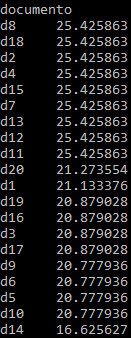 documento
d8 25.425863
d18 25.425863
d2 25.425863
d4 25.425863
d15 25.425863
d7 25.425863
d13 25.425863
d12 25.425863
d11 25.425863
d20 21.273554
d1 21.133376
d19 20.879028
d16 20.879028
d3 20.879028
d17 20.879028
d9 20.777936
d6 20.777936
d5 20.777936
d10 20.777936
d14 16.625627